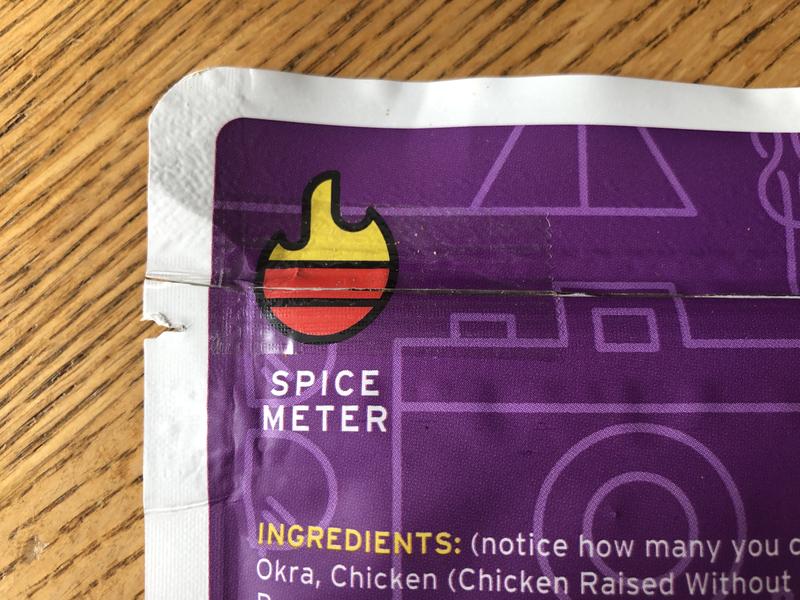 SPICE
METER
INGREDIENTS: (notice how many you
Okra, Chicken (Chicken Raised Without